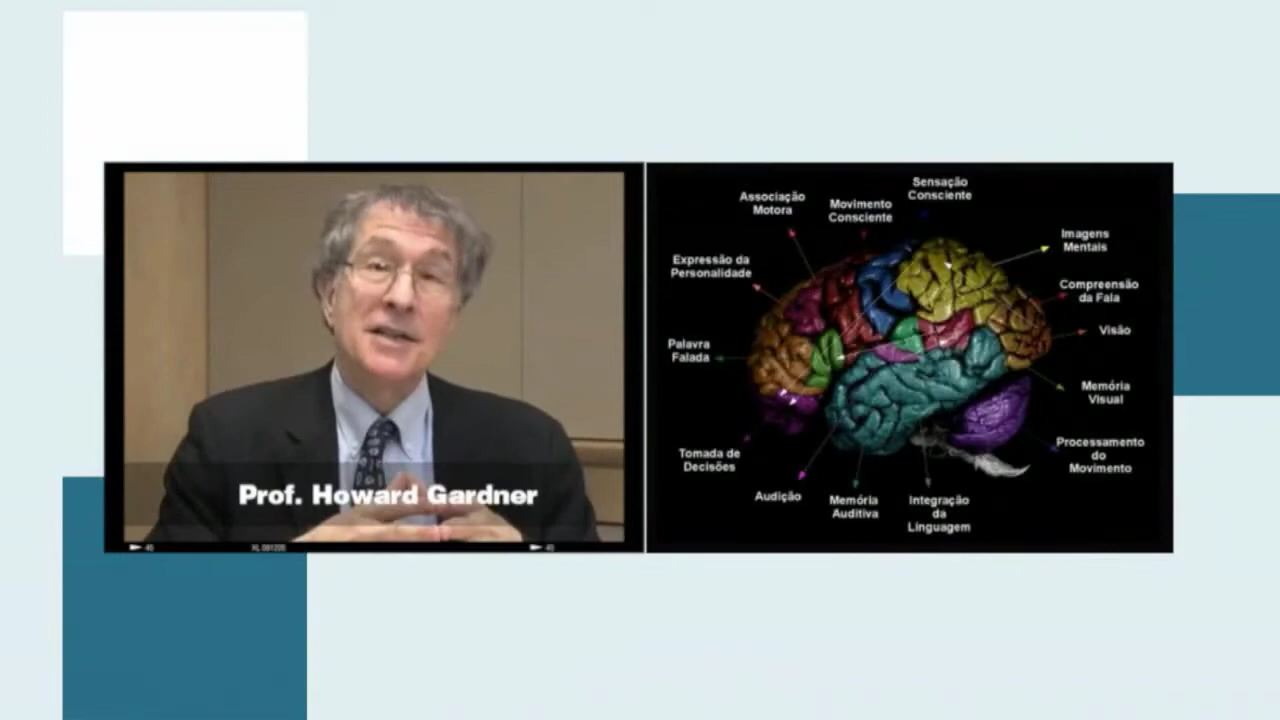 Prof. Howard Gardner
Sensação
Consciente
Associação
Motora
Movimento
Consciente
Imagens
Mentais
Expressão da
Personalidade
Compreensão
da Fala
Visão
Palavra
Falada
Memória
Visual
Processamento
do
Movimento
Tomada de
Decisões
Audição
Memória
Auditiva
Integração
da
Linguagem